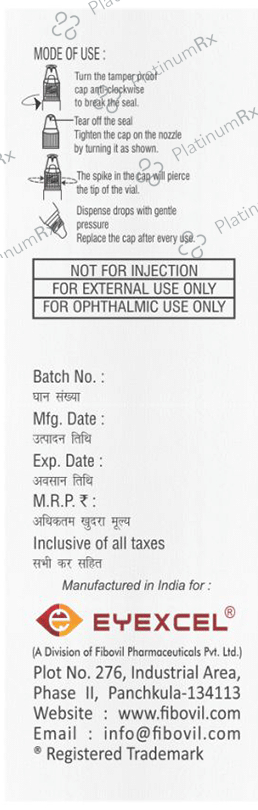 MODE OF USE :
Turn the tamper proof
cap anti-clockwise
to break the seal.
Tear off the seal
Tighten the cap on the nozzle
by turning it as shown.
The spike in the cap will pierce
the tip of the vial.
Dispense drops with gentle
pressure
Replace the cap after every use.
NOT FOR INJECTION
FOR EXTERNAL USE ONLY
FOR OPHTHALMIC USE ONLY
Batch No. :
घान संख्या
Mfg. Date :
उत्पादन तिथि
Exp. Date :
अवसान तिथि
M.R.P. ₹ :
अधिकतम खुदरा मूल्य
Inclusive of all taxes
सभी कर सहित
Manufactured in India for :
EYEXCEL®
(A Division of Fibovil Pharmaceuticals Pvt. Ltd.)
Plot No. 276, Industrial Area,
Phase II, Panchkula-134113
Website : www.fibovil.com
Email : info@fibovil.com
® Registered Trademark
PlatinumRx
PlatinumRx
PlatinumRx